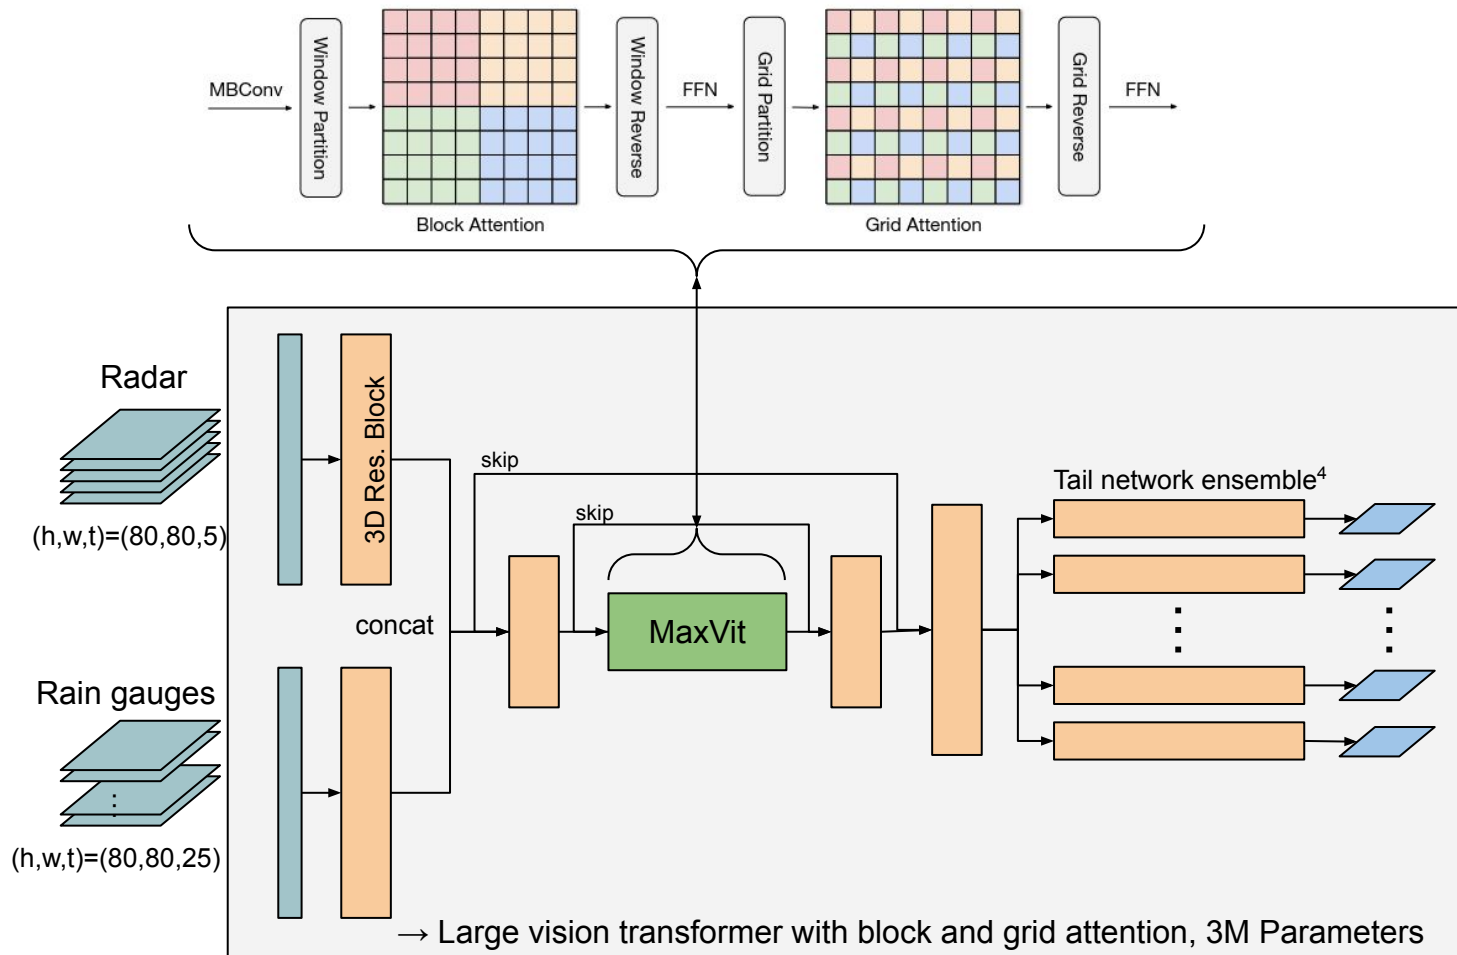 MBConv
Window Partition
Block Attention
Window Reverse
FFN
Grid Partition
Grid Attention
Grid Reverse
FFN
Radar
(h,w,t)=(80,80,5)
3D Res. Block
skip
skip
concat
MaxVit
Tail network ensemble⁴
Rain gauges
(h,w,t)=(80,80,25)
→ Large vision transformer with block and grid attention, 3M Parameters